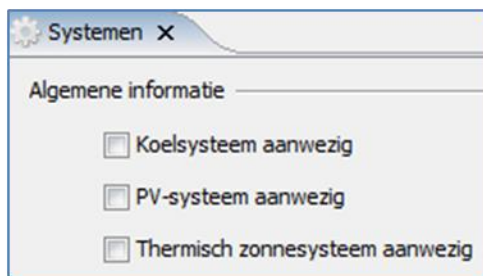 Systemen
Algemene informatie
Koelsysteem aanwezig
PV-systeem aanwezig
Thermisch zonnesysteem aanwezig